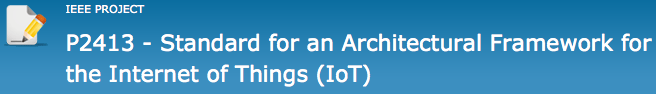 IEEE PROJECT
P2413 - Standard for an Architectural Framework for
the Internet of Things (IoT)